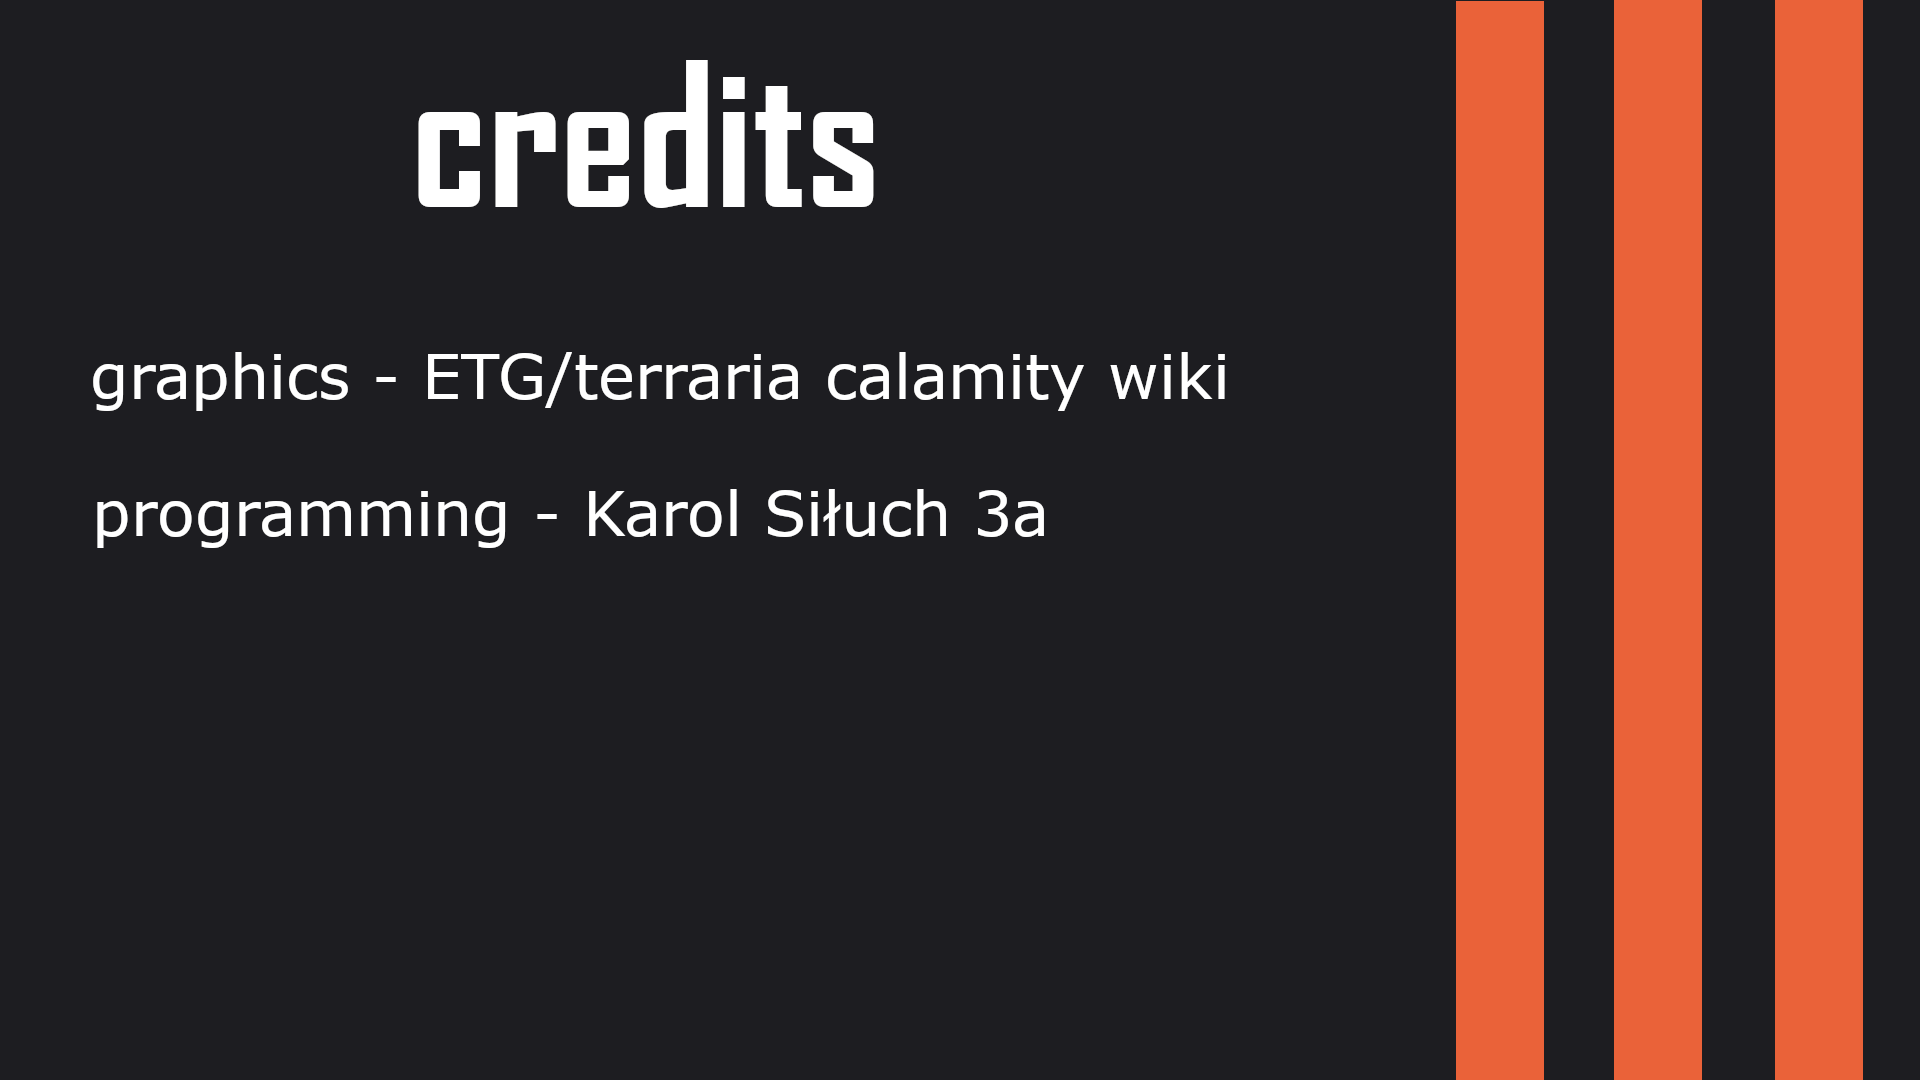 credits
graphics - ETG/terraria calamity wiki
programming - Karol Siłuch 3a